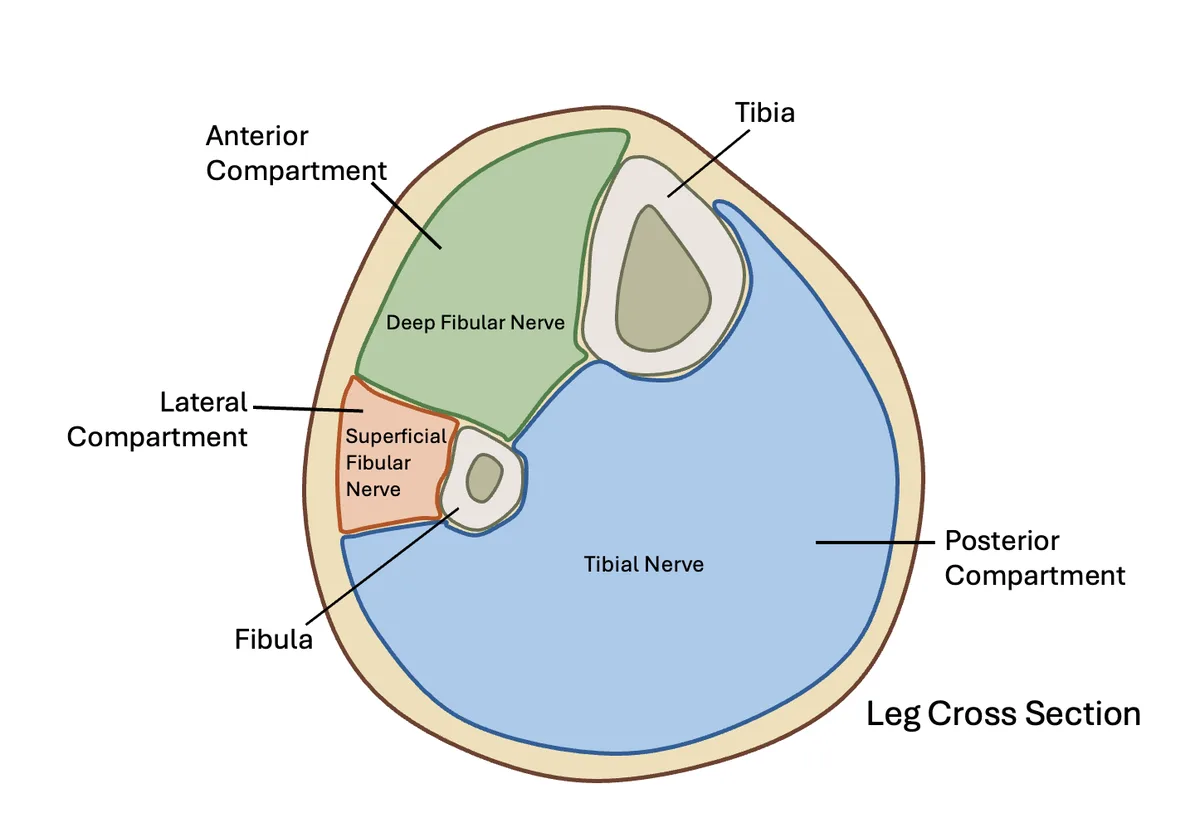 Tibia
Anterior
Compartment
Deep Fibular Nerve
Lateral
Compartment
Superficial
Fibular
Nerve
Posterior
Compartment
Tibial Nerve
Fibula
Leg Cross Section